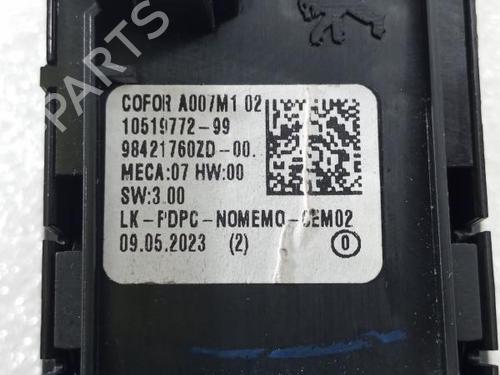 COFOR A007M1 02
10519772-99
98421760ZD-00.
MECA:07 HW:00
SW:3.00
LK-PDPC-NOMEMO-CEM02
09.05.2023 (2) 0
B PARTS